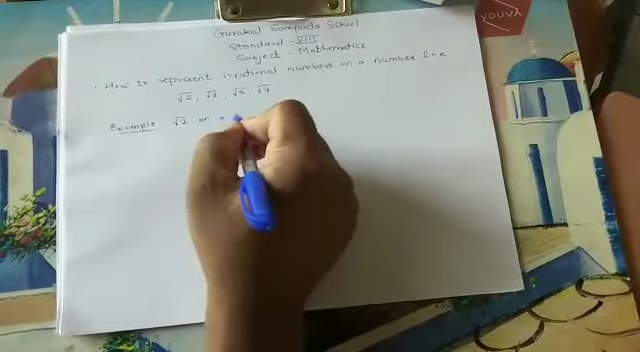 Gurukul Sampada School
Standard - VIII
Subject - Mathematics
· How to represent irrational numbers on a number line
√2, √3, √5, √7
Example √2 on a
YOUVA